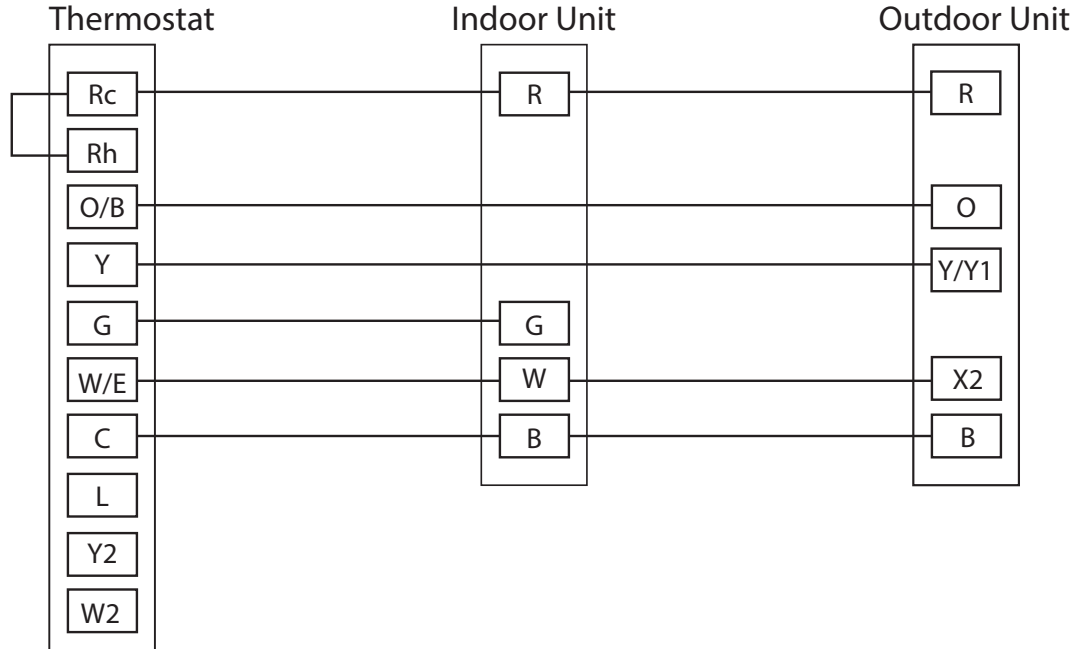 Thermostat Indoor Unit Outdoor Unit
Rc R R
Rh
O/B O
Y Y/Y1
G G
W/E W X2
C B B
L
Y2
W2